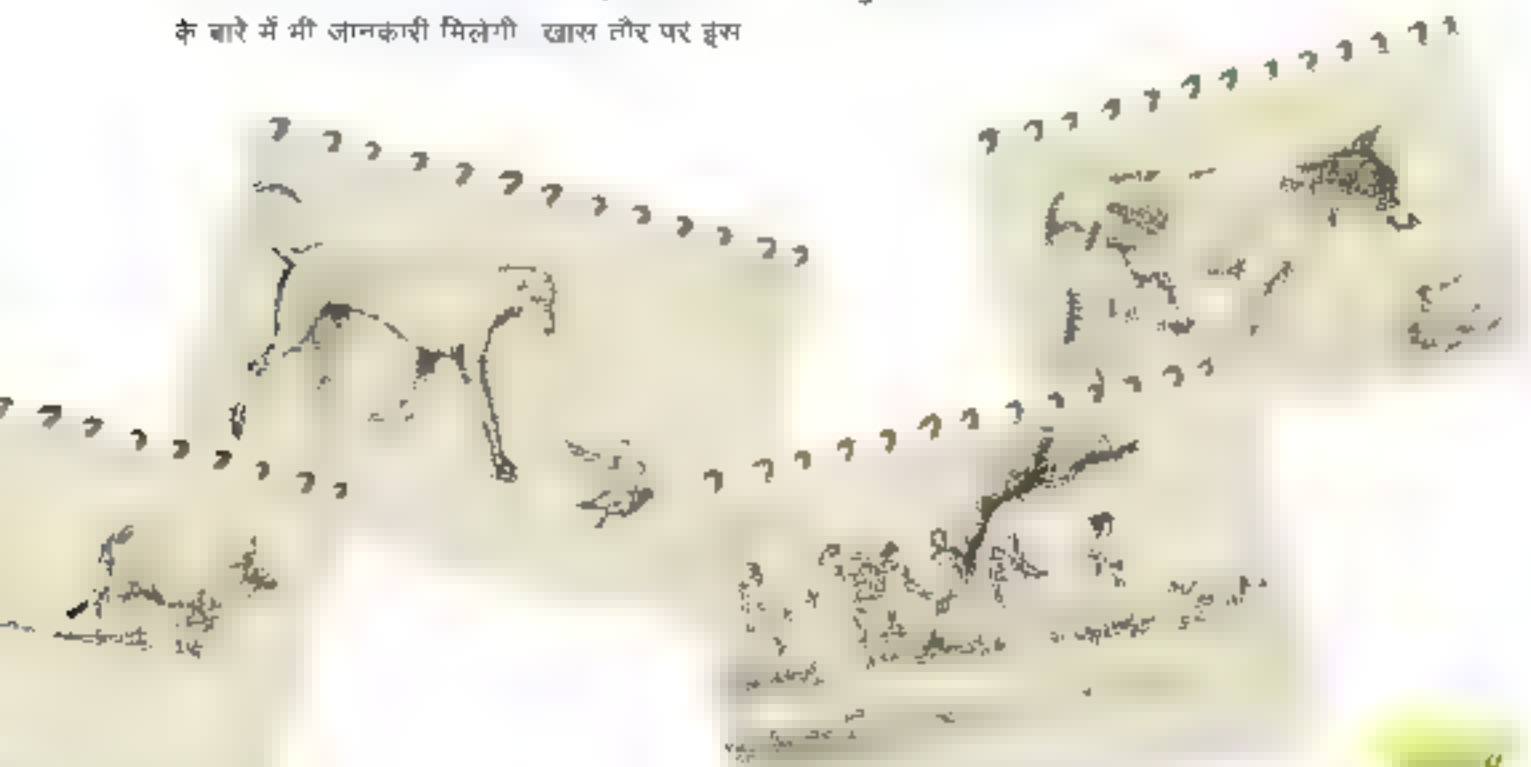 के बारे में भी जानकारी मिलेगी खास तौर पर इस